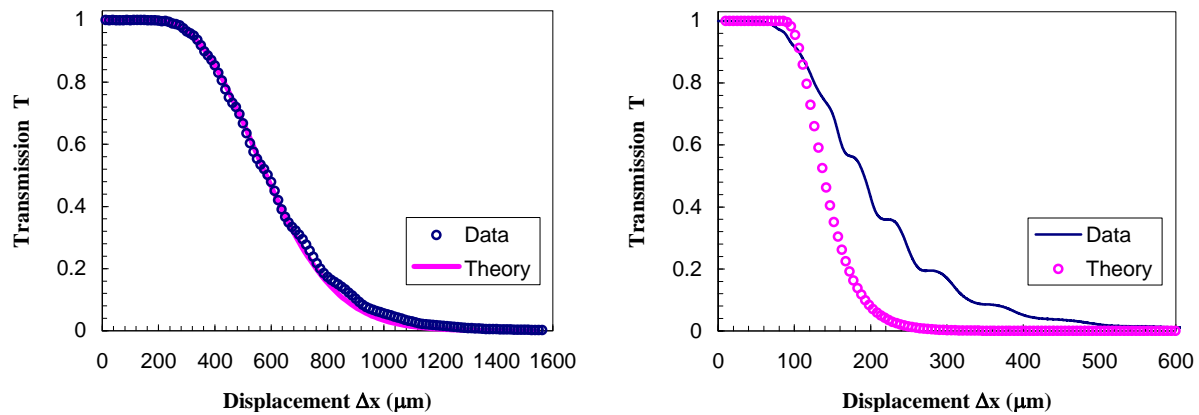 1
0.8
0.6
0.4
0.2
0
Transmission T
0 200 400 600 800 1000 1200 1400 1600
Displacement Δx (μm)
Data
Theory
1
0.8
0.6
0.4
0.2
0
Transmission T
0 100 200 300 400 500 600
Displacement Δx (μm)
Data
Theory